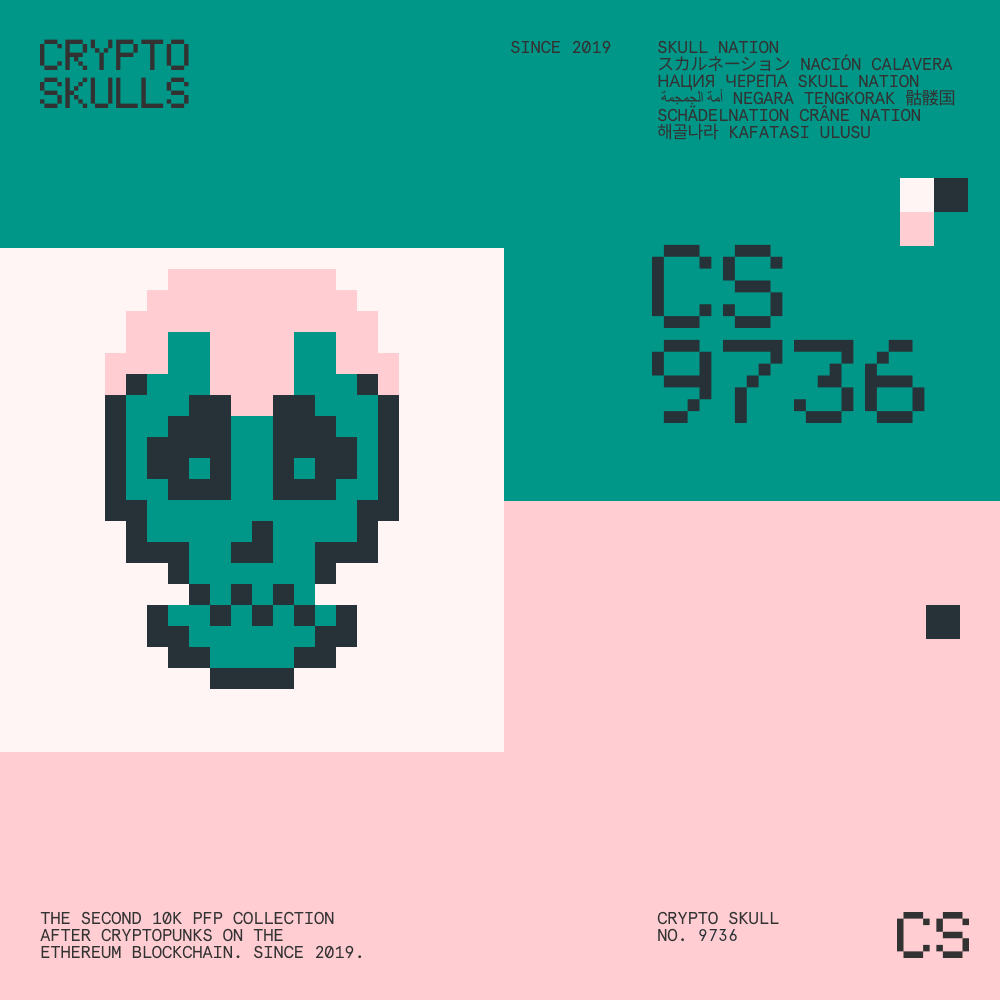 CRYPTO
SKULLS
SINCE 2019
SKULL NATION
スカルネーション NACIÓN CALAVERA
НАЦИЯ ЧЕРЕПА SKULL NATION
أمة الجمجمة NEGARA TENGKORAK 骷髅国
SCHÄDELNATION CRÂNE NATION
해골나라 KAFATASI ULUSU
CS
9736
THE SECOND 10K PFP COLLECTION
AFTER CRYPTOPUNKS ON THE
ETHEREUM BLOCKCHAIN. SINCE 2019.
CRYPTO SKULL
NO. 9736
CS